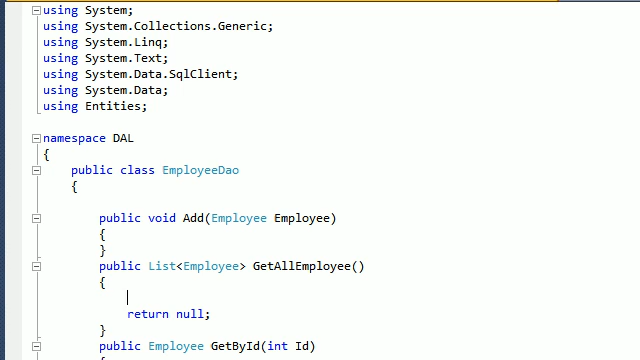 using System;
using System.Collections.Generic;
using System.Linq;
using System.Text;
using System.Data.SqlClient;
using System.Data;
using Entities;
namespace DAL
{
public class EmployeeDao
{
public void Add(Employee Employee)
{
}
public List<Employee> GetAllEmployee()
{
return null;
}
public Employee GetById(int Id)
{